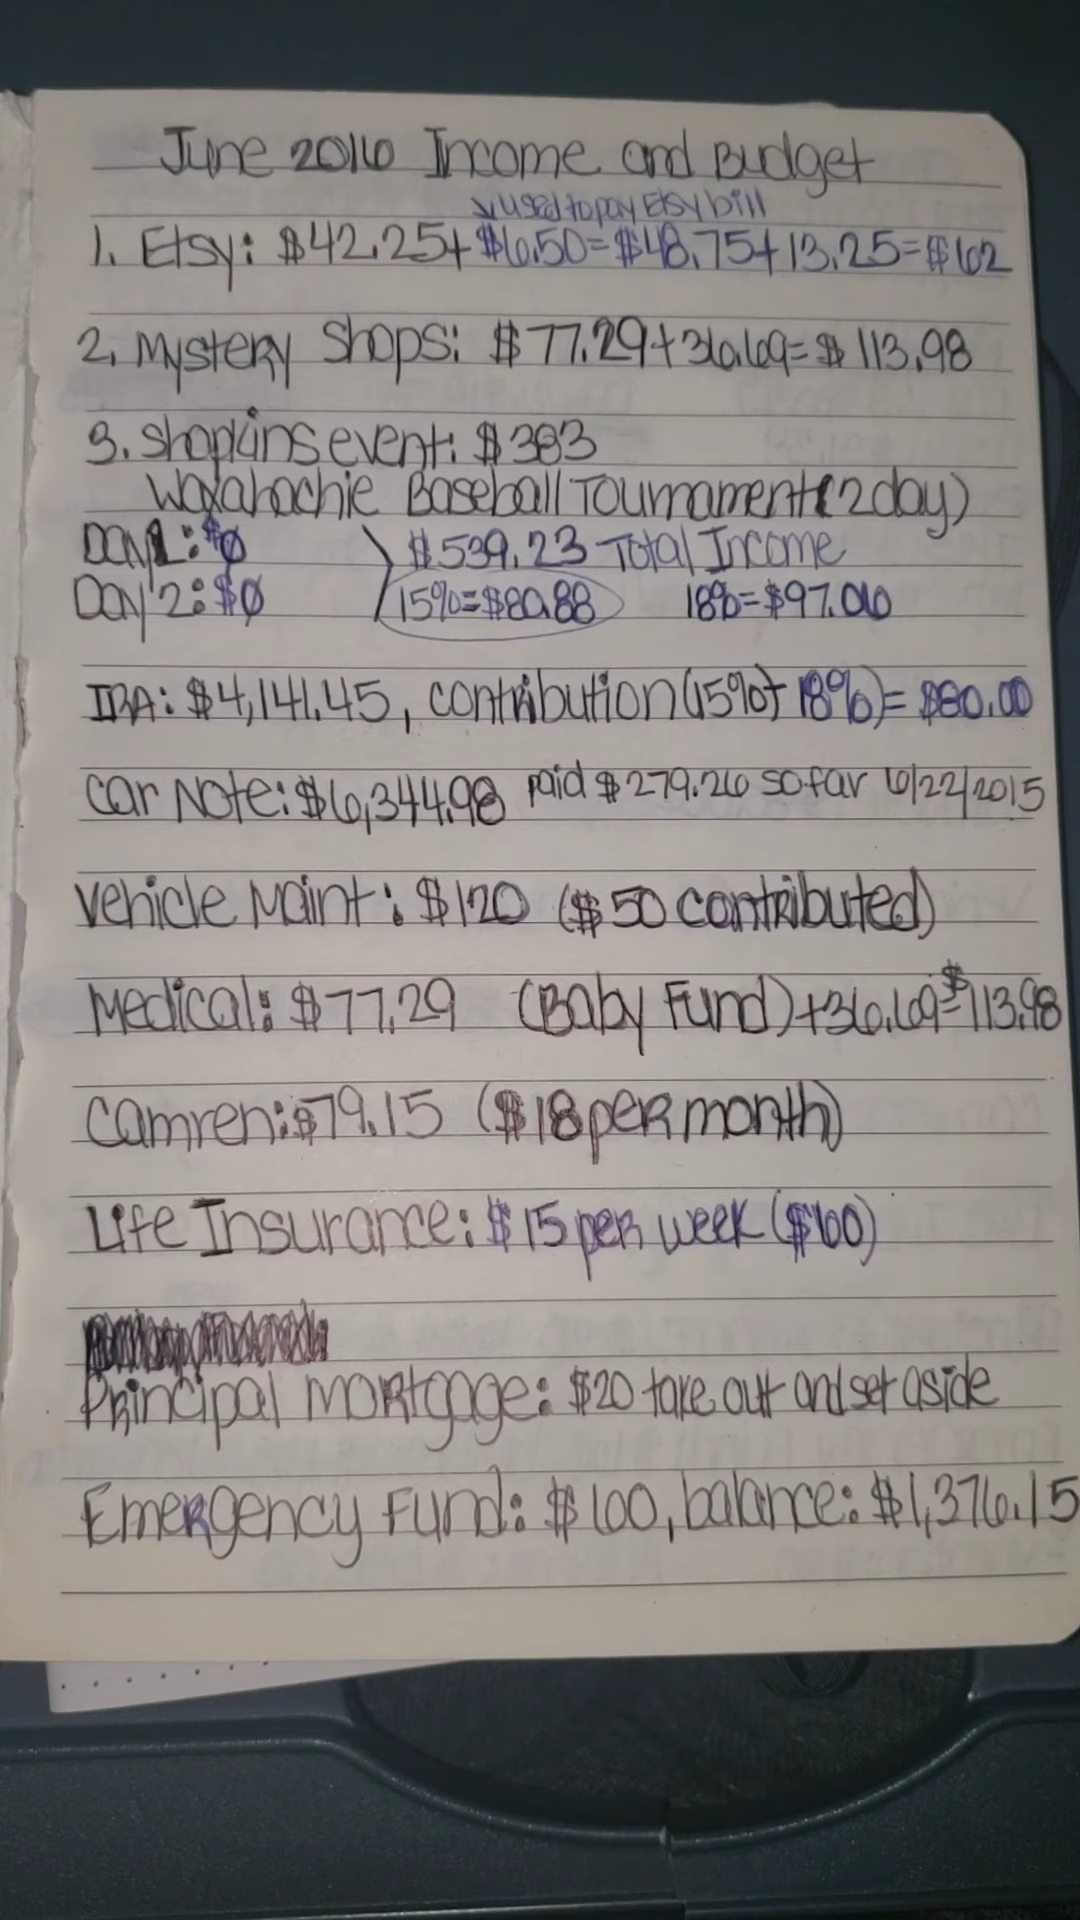 June 2016 Income and Budget
used to pay Etsy bill
1. Etsy: $42.25+$6.50=$48.75+13.25=$62
2. Mystery Shops: $77.29+36.69=$113.98
3. Shopkins event: $383
Waxahachie Baseball Tournament (2 day)
Day 1: $0
$539.23 Total Income
Day 2: $0
15%=$80.88 18%=$97.06
IRA: $4,141.45, contribution (15%+18%)= $80.00
Car Note: $6,344.98 paid $279.26 so far 6/22/2015
Vehicle Maint: $120 ($50 contributed)
Medical: $77.29 (Baby Fund)+36.69=$113.98
Camren: $79.15 ($18 per month)
Life Insurance: $15 per week ($60)
Principal Mortgage: $20 take out and set aside
Emergency Fund: $100, balance: $1,376.15